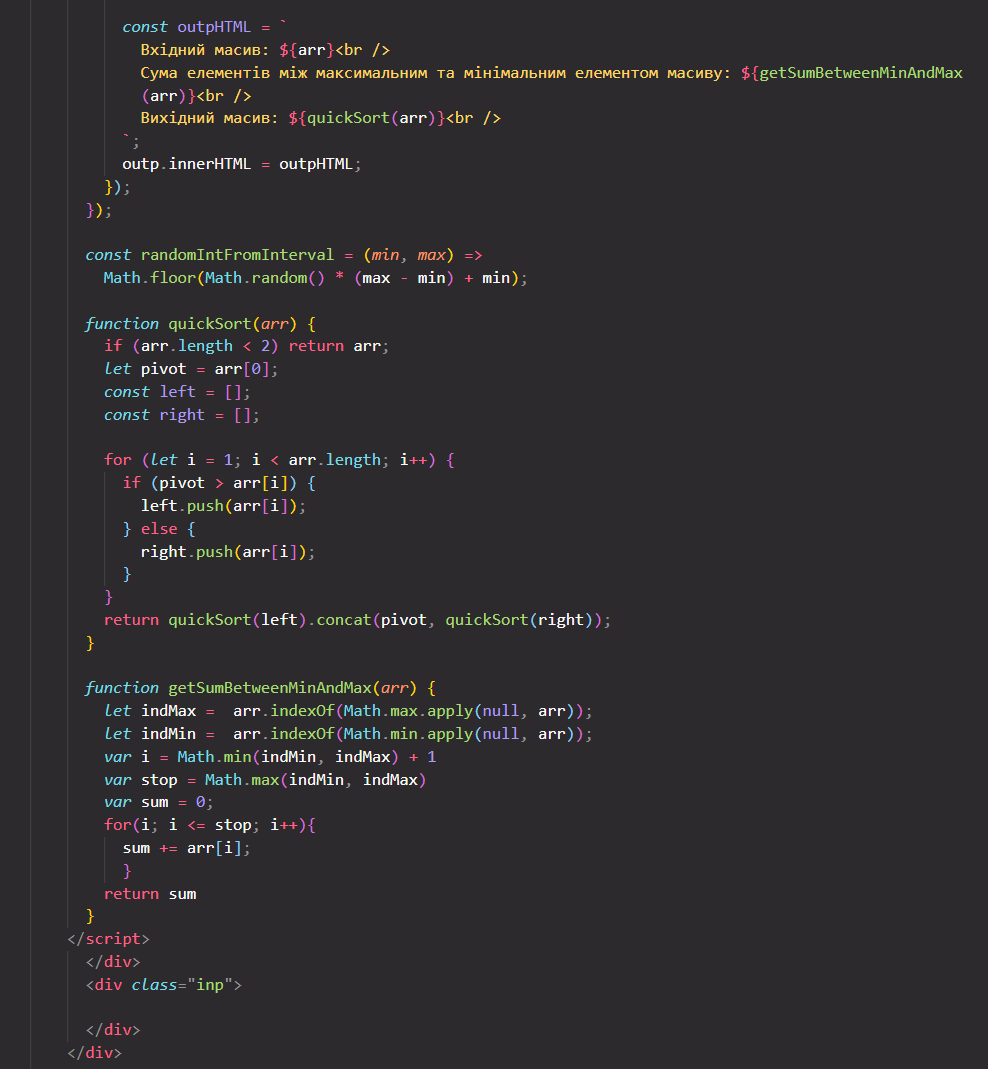 const outpHTML = `
Вхідний масив: ${arr}<br />
Сума елементів між максимальним та мінімальним елементом масиву: ${getSumBetweenMinAndMax
(arr)}<br />
Вихідний масив: ${quickSort(arr)}<br />
`;
outp.innerHTML = outpHTML;
});
});
const randomIntFromInterval = (min, max) =>
Math.floor(Math.random() * (max - min) + min);
function quickSort(arr) {
if (arr.length < 2) return arr;
let pivot = arr[0];
const left = [];
const right = [];
for (let i = 1; i < arr.length; i++) {
if (pivot > arr[i]) {
left.push(arr[i]);
} else {
right.push(arr[i]);
}
}
return quickSort(left).concat(pivot, quickSort(right));
}
function getSumBetweenMinAndMax(arr) {
let indMax =  arr.indexOf(Math.max.apply(null, arr));
let indMin =  arr.indexOf(Math.min.apply(null, arr));
var i = Math.min(indMin, indMax) + 1
var stop = Math.max(indMin, indMax)
var sum = 0;
for(i; i <= stop; i++){
sum += arr[i];
}
return sum
}
</script>
</div>
<div class="inp">
</div>
</div>